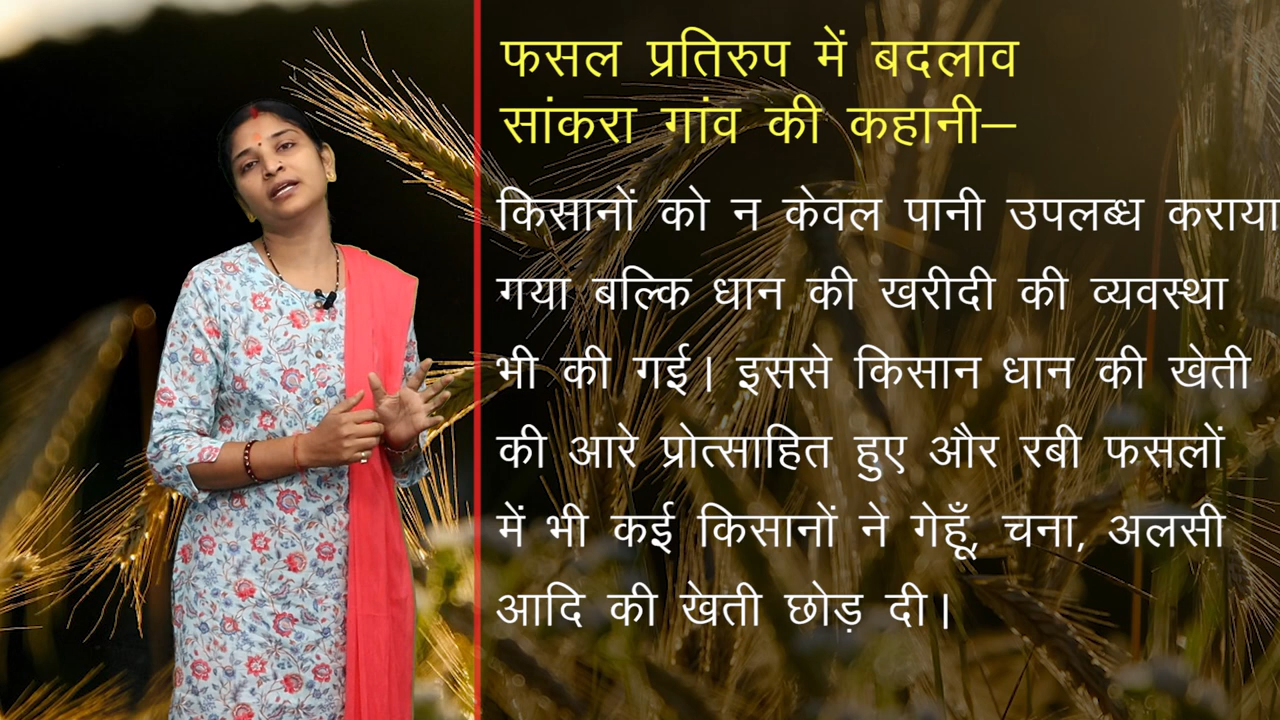 फसल प्रतिरुप में बदलाव
सांकरा गांव की कहानी—
किसानों को न केवल पानी उपलब्ध कराया
गया बल्कि धान की खरीदी की व्यवस्था
भी की गई। इससे किसान धान की खेती
की आरे प्रोत्साहित हुए और रबी फसलों
में भी कई किसानों ने गेहूँ, चना, अलसी
आदि की खेती छोड़ दी।